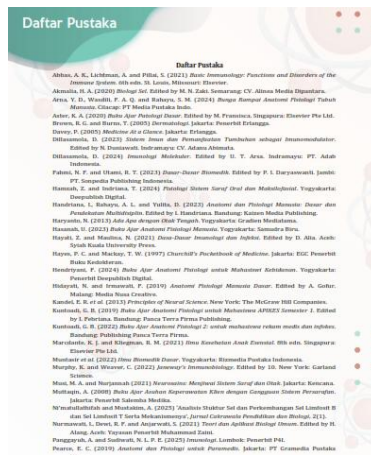 Daftar Pustaka
Daftar Pustaka
Abbas, A. K., Lichtman, A. and Pillai, S. (2021) Basic Immunology: Functions and Disorders of the
Immune System. 6th edn. St. Louis, Missouri: Elsevier.
Akmalia, H. A. (2020) Biologi Sel. Edited by M. N. Zaki. Semarang: CV. Alinea Media Dipantara.
Arna, Y. D., Wasditi, F. A. Q. and Rahayu, S. M. (2024) Bunga Rampai Anatomi Fisiologi Tubuh
Manusia. Cilacap: PT Media Pustaka Indo.
Aster, K. A. (2020) Buku Ajar Patologi Dasar. Edited by M. Francisca. Singapura: Elsevier Pte Ltd.
Brown, R. G. and Burns, T. (2005) Dermatologi. Jakarta: Penerbit Erlangga.
Davey, P. (2005) Medicine At a Glance. Jakarta: Erlangga.
Dillasamola, D. (2023) Sistem Imun dan Pemanfaatan Tumbuhan sebagai Imunomodulator.
Edited by N. Duniawati. Indramayu: CV. Adanu Abimata.
Dillasamola, D. (2024) Imunologi Molekuler. Edited by U. T. Arsa. Indramayu: PT. Adab
Indonesia.
Fahmi, N. F. and Ulami, R. T. (2023) Dasar-Dasar Biomedik. Edited by P. I. Daryaswanti. Jambi:
PT. Sonpedia Publishing Indonesia.
Hamzah, Z. and Indriana, T. (2024) Fisiologi Sistem Saraf Oral dan Maksilofasial. Yogyakarta:
Deepublish Digital.
Handriana, I., Rahayu, A. L. and Yulita, D. (2023) Anatomi dan Fisiologi Manusia: Dasar dan
Pendekatan Multidisiplin. Edited by I. Handriana. Bandung: Kaizen Media Publishing.
Haryanto, N. (2013) Ada Apa dengan Otak Tengah. Yogyakarta: Gradien Mediatama.
Hasanah, U. (2023) Buku Ajar Anatomi Fisiologi Manusia. Yogyakarta: Samudra Biru.
Hayati, Z. and Maulina, N. (2021) Dasa-Dasar Imunologi dan Infeksi. Edited by D. Alia. Aceh:
Syiah Kuala University Press.
Hayes, P. C. and Mackay, T. W. (1997) Churchill's Pocketbook of Medicine. Jakarta: EGC Penerbit
Buku Kedokteran.
Hendriyani, F. (2024) Buku Ajar Anatomi Fisiologi untuk Mahasiswi Kebidanan. Yogyakarta:
Penerbit Deepublish Digital.
Hidayati, N. and Irmawati, F. (2019) Anatomi Fisiologi Manusia Dasar. Edited by A. Gofur.
Malang: Media Nusa Creative.
Kandel, E. R. et al. (2013) Principles of Neural Science. New York: The McGraw Hill Companies.
Kustoadi, G. B. (2019) Buku Ajar Anatomi Fisiologi untuk Mahasiswa APIKES Semester 1. Edited
by I. Febriana. Bandung: Panca Terra Firma Publishing.
Kustoadi, G. B. (2022) Buku Ajar Anatomi Fisiologi 2: untuk mahasiswa rekam medis dan infokes.
Bandung: Publishing Panca Terra Firma.
Marcdante, K. J. and Kliegman, R. M. (2021) Ilmu Kesehatan Anak Esensial. 8th edn. Singapura:
Elsevier Pte Ltd.
Muntasir et al. (2022) Ilmu Biomedik Dasar. Yogyakarta: Rizmedia Pustaka Indonesia.
Murphy, K. and Weaver, C. (2022) Janeway's Immunobiology. Edited by 10. New York: Garland
Science.
Musi, M. A. and Nurjannah (2021) Neurosains: Menjiwai Sistem Saraf dan Otak. Jakarta: Kencana.
Muttaqin, A. (2008) Buku Ajar Asuhan Keperawatan Klien dengan Gangguan Sistem Persarafan.
Jakarta: Penerbit Salemba Medika.
Ni'matulfathifah and Mustakim, A. (2025) 'Analisis Stuktur Sel dan Perkembangan Sel Limfosit B
dan Sel Limfosit T Serta Mekanismenya', Jurnal Cakrawala Pendidikan dan Biologi, 2(1).
Nurmawati, I., Dewi, R. F. and Anjarwati, S. (2021) Teori dan Aplikasi Biologi Umum. Edited by H.
Alang. Aceh: Yayasan Penerbit Muhammad Zaini.
Panggayuh, A. and Sudiwati, N. L. P. E. (2025) Imunologi. Lombok: Penerbit P4I.
Pearce, E. C. (2019) Anatomi dan Fisiologi untuk Paramedis. Jakarta: PT Gramedia Pustaka